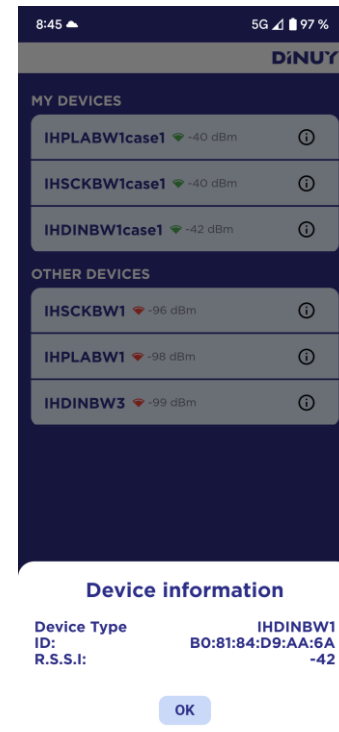 8:45 5G 97 %
DiNUY
MY DEVICES
IHPLABW1case1 -40 dBm
IHSCKBW1case1 -40 dBm
IHDINBW1case1 -42 dBm
OTHER DEVICES
IHSCKBW1 -96 dBm
IHPLABW1 -98 dBm
IHDINBW3 -99 dBm
Device information
Device Type IHDINBW1
ID: B0:81:84:D9:AA:6A
R.S.S.I: -42
OK